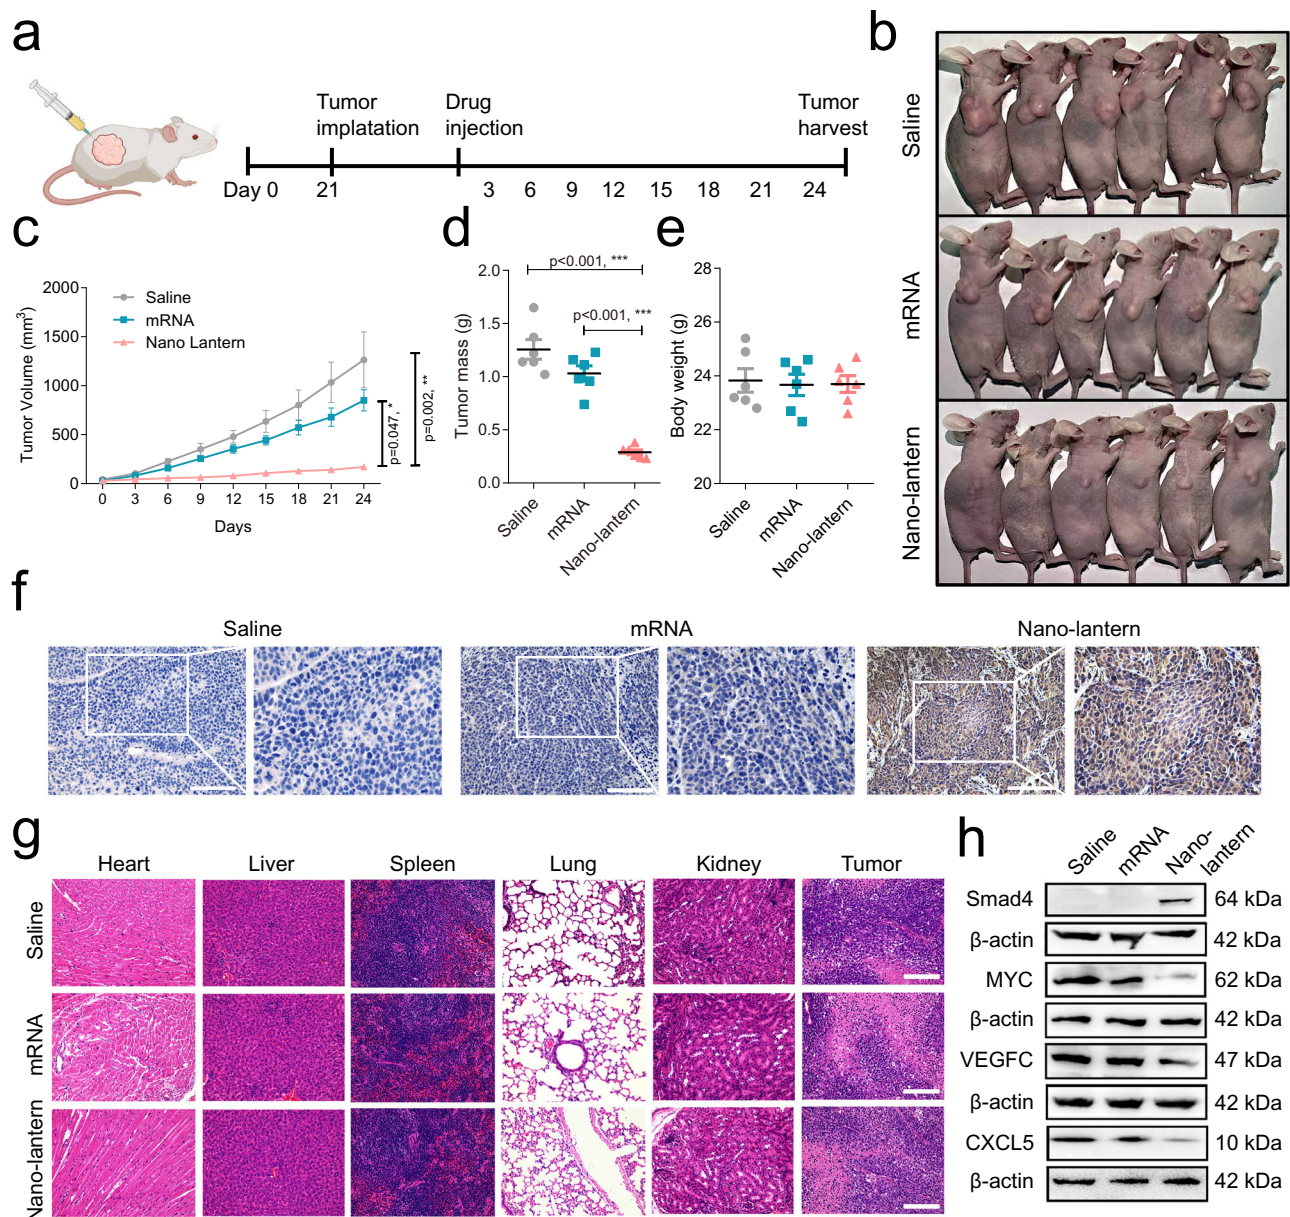 a
Tumor
implatation
Drug
injection
Tumor
harvest
Day 0
21
3 6 9 12 15 18 21 24
b
Saline
mRNA
Nano-lantern
c
Tumor Volume (mm³)
2000
1500
1000
500
0
Saline
mRNA
Nano Lantern
0 3 6 9 12 15 18 21 24
Days
p=0.047, *
p=0.002, **
d
Tumor mass (g)
2.0
1.5
1.0
0.5
0.0
p<0.001, ***
p<0.001, ***
Saline
mRNA
Nano-lantern
e
Body weight (g)
28
26
24
22
20
Saline
mRNA
Nano-lantern
f
Saline
mRNA
Nano-lantern
g
Heart Liver Spleen Lung Kidney Tumor
Saline
mRNA
Nano-lantern
h
Saline
mRNA
Nano-
lantern
Smad4 64 kDa
β-actin 42 kDa
MYC 62 kDa
β-actin 42 kDa
VEGFC 47 kDa
β-actin 42 kDa
CXCL5 10 kDa
β-actin 42 kDa